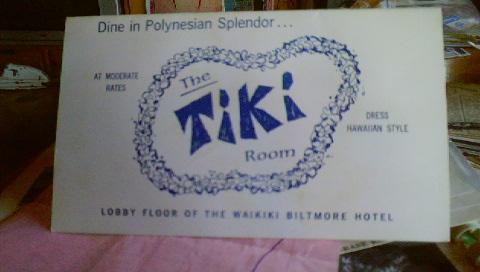 Dine in Polynesian Splendor...
AT MODERATE
RATES
The
TiKi
Room
DRESS
HAWAIIAN STYLE
LOBBY FLOOR OF THE WAIKIKI BILTMORE HOTEL